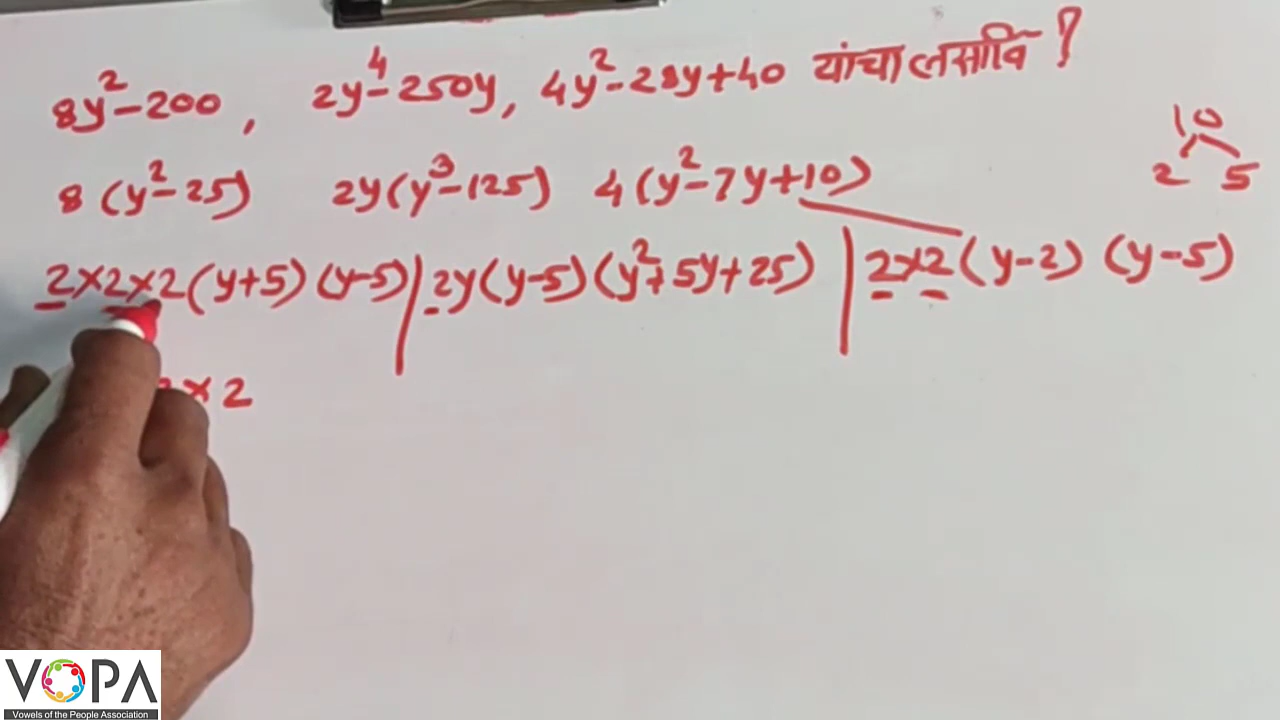 8y²-200, 2y⁴-250y, 4y²-28y+40 यांचा लसावि ?
8 (y²-25) 2y(y³-125) 4(y²-7y+10)
10
2 5
2×2×2(y+5)(y-5) | 2y(y-5)(y²+5y+25) | 2×2(y-2) (y-5)
× 2
VOPA
Vowels of the People Association